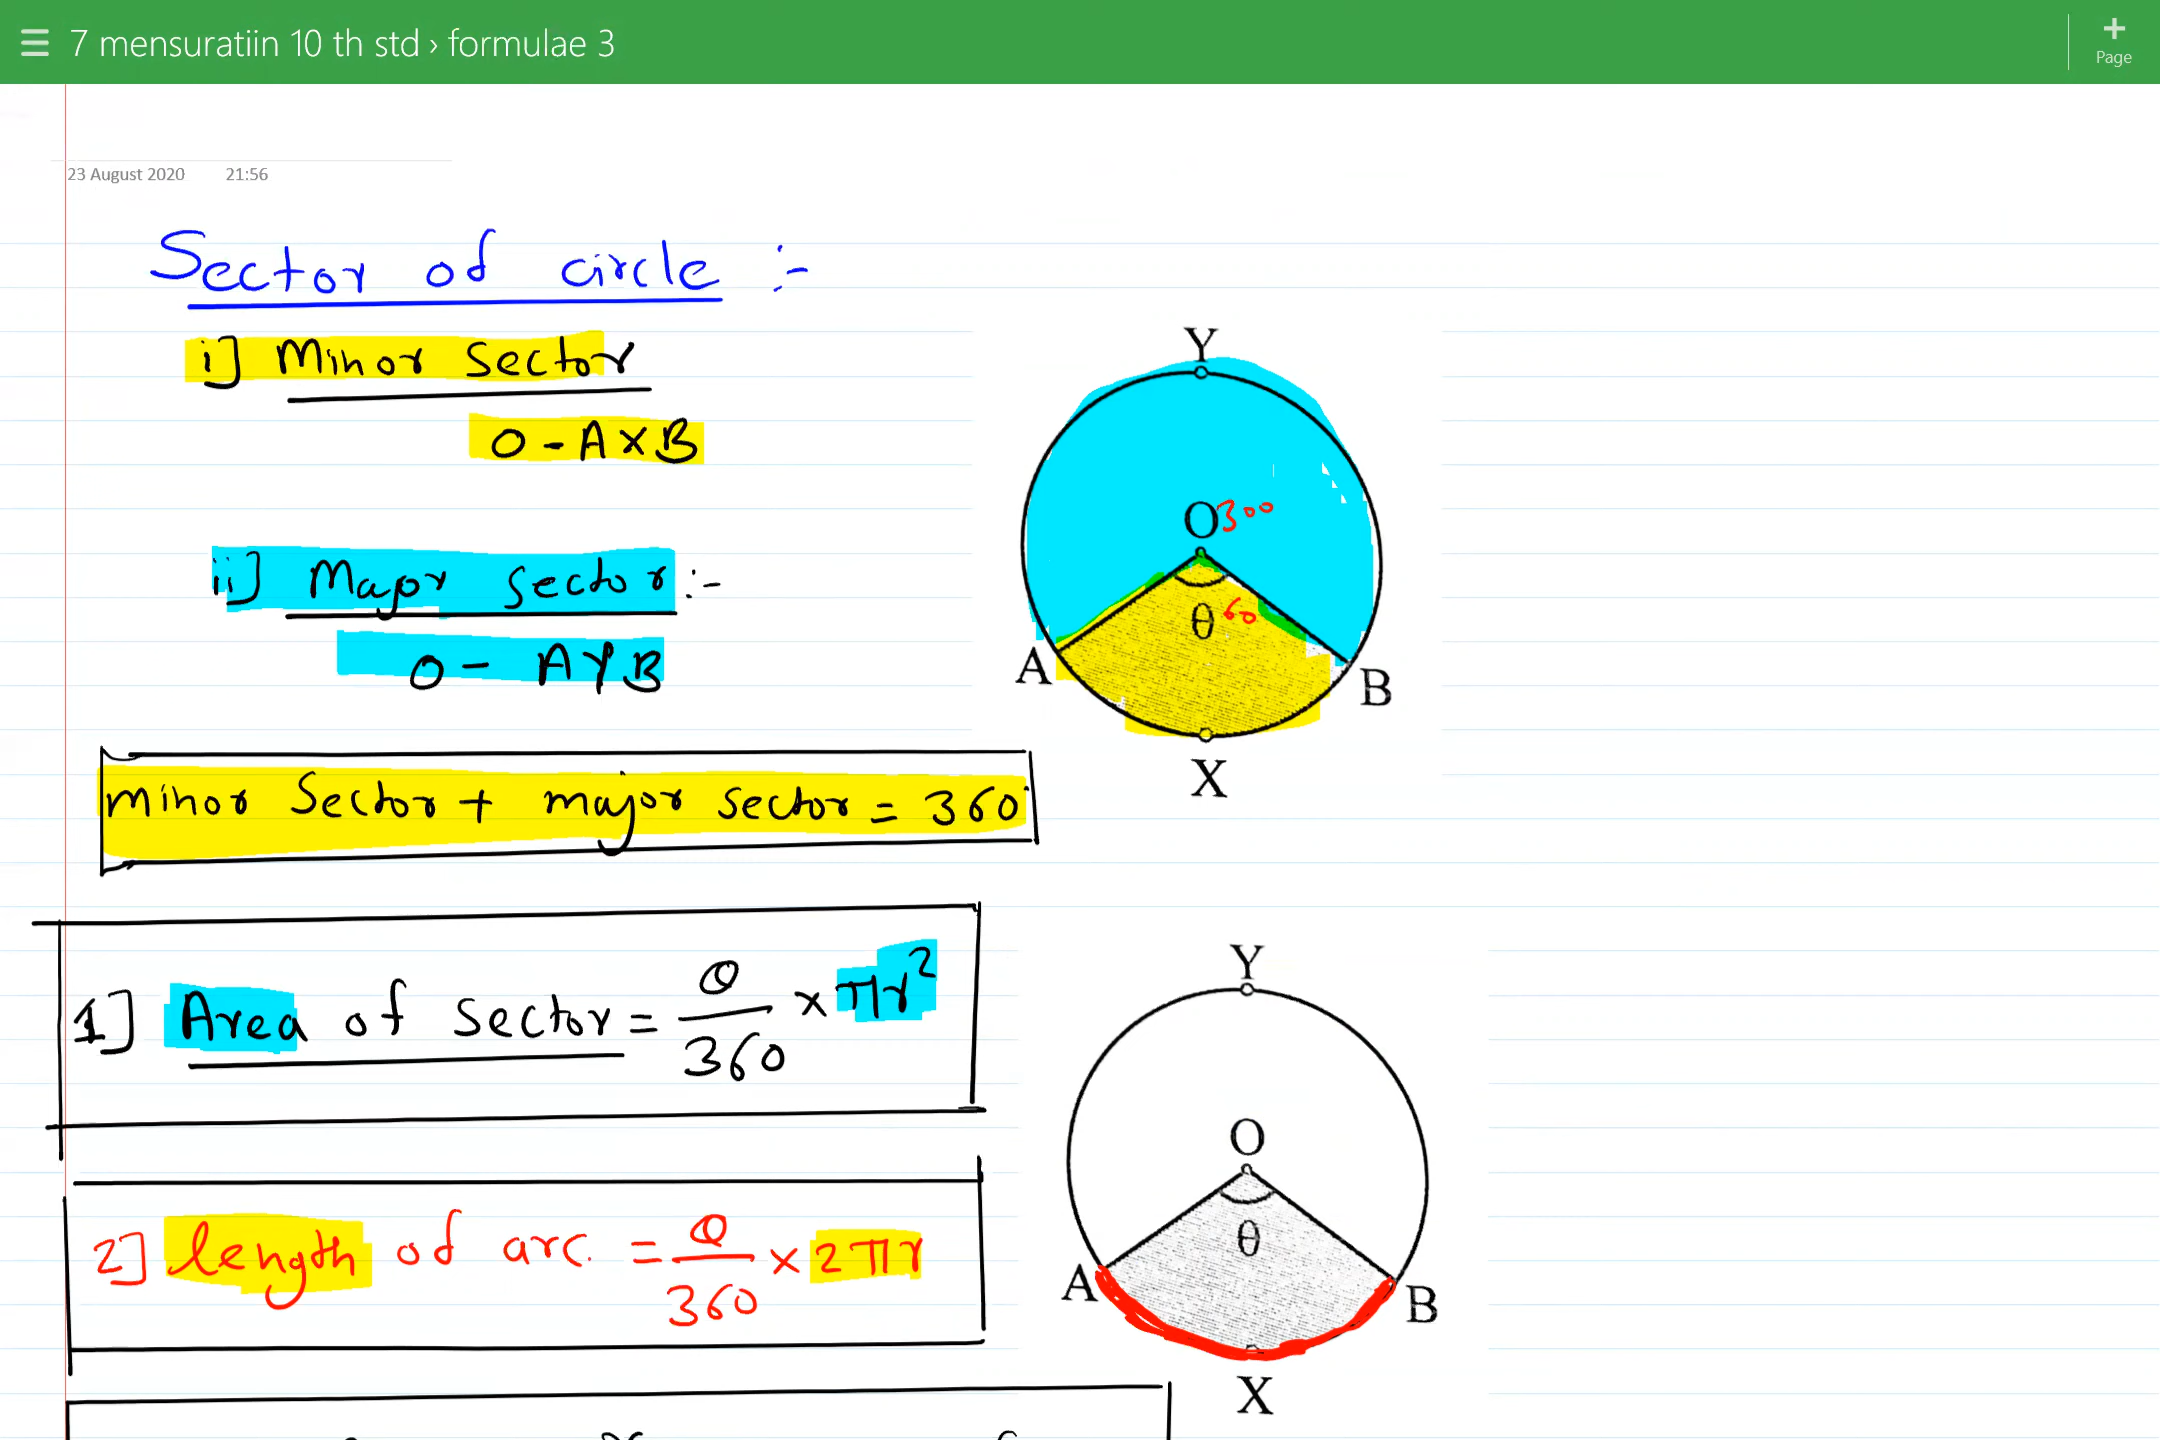 7 mensuratiin 10 th std › formulae 3
+
Page
23 August 2020 21:56
Sector of circle :-
i] Minor Sector
O - AXB
ii] Major Sector :-
O - AYB
Minor Sector + major sector = 360°
Y
O 300
θ 60
A
B
X
1] Area of sector = θ/360 × πr²
2] length of arc. = θ/360 × 2πr
Y
O
θ
A
B
X